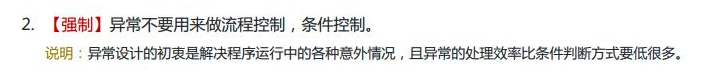 2. 【强制】异常不要用来做流程控制，条件控制。
说明：异常设计的初衷是解决程序运行中的各种意外情况，且异常的处理效率比条件判断方式要低很多。